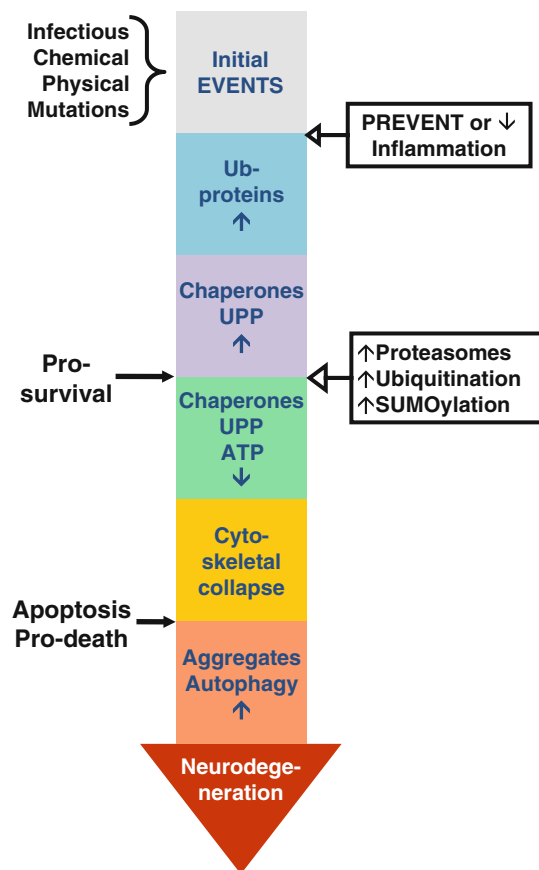 Infectious
Chemical
Physical
Mutations
Initial
EVENTS
PREVENT or ↓
Inflammation
Ub-
proteins
↑
Chaperones
UPP
↑
Pro-
survival
↑Proteasomes
↑Ubiquitination
↑SUMOylation
Chaperones
UPP
ATP
↓
Cyto-
skeletal
collapse
Apoptosis
Pro-death
Aggregates
Autophagy
↑
Neurodege-
neration